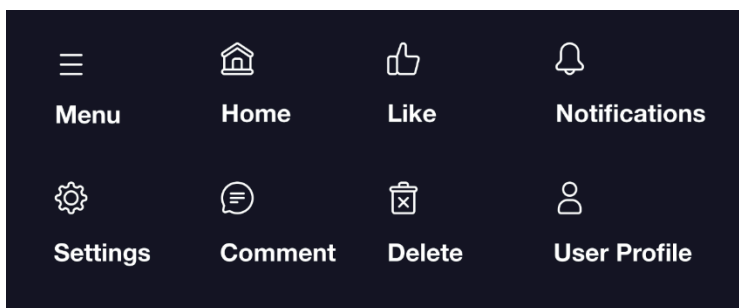 Menu
Home
Like
Notifications
Settings
Comment
Delete
User Profile